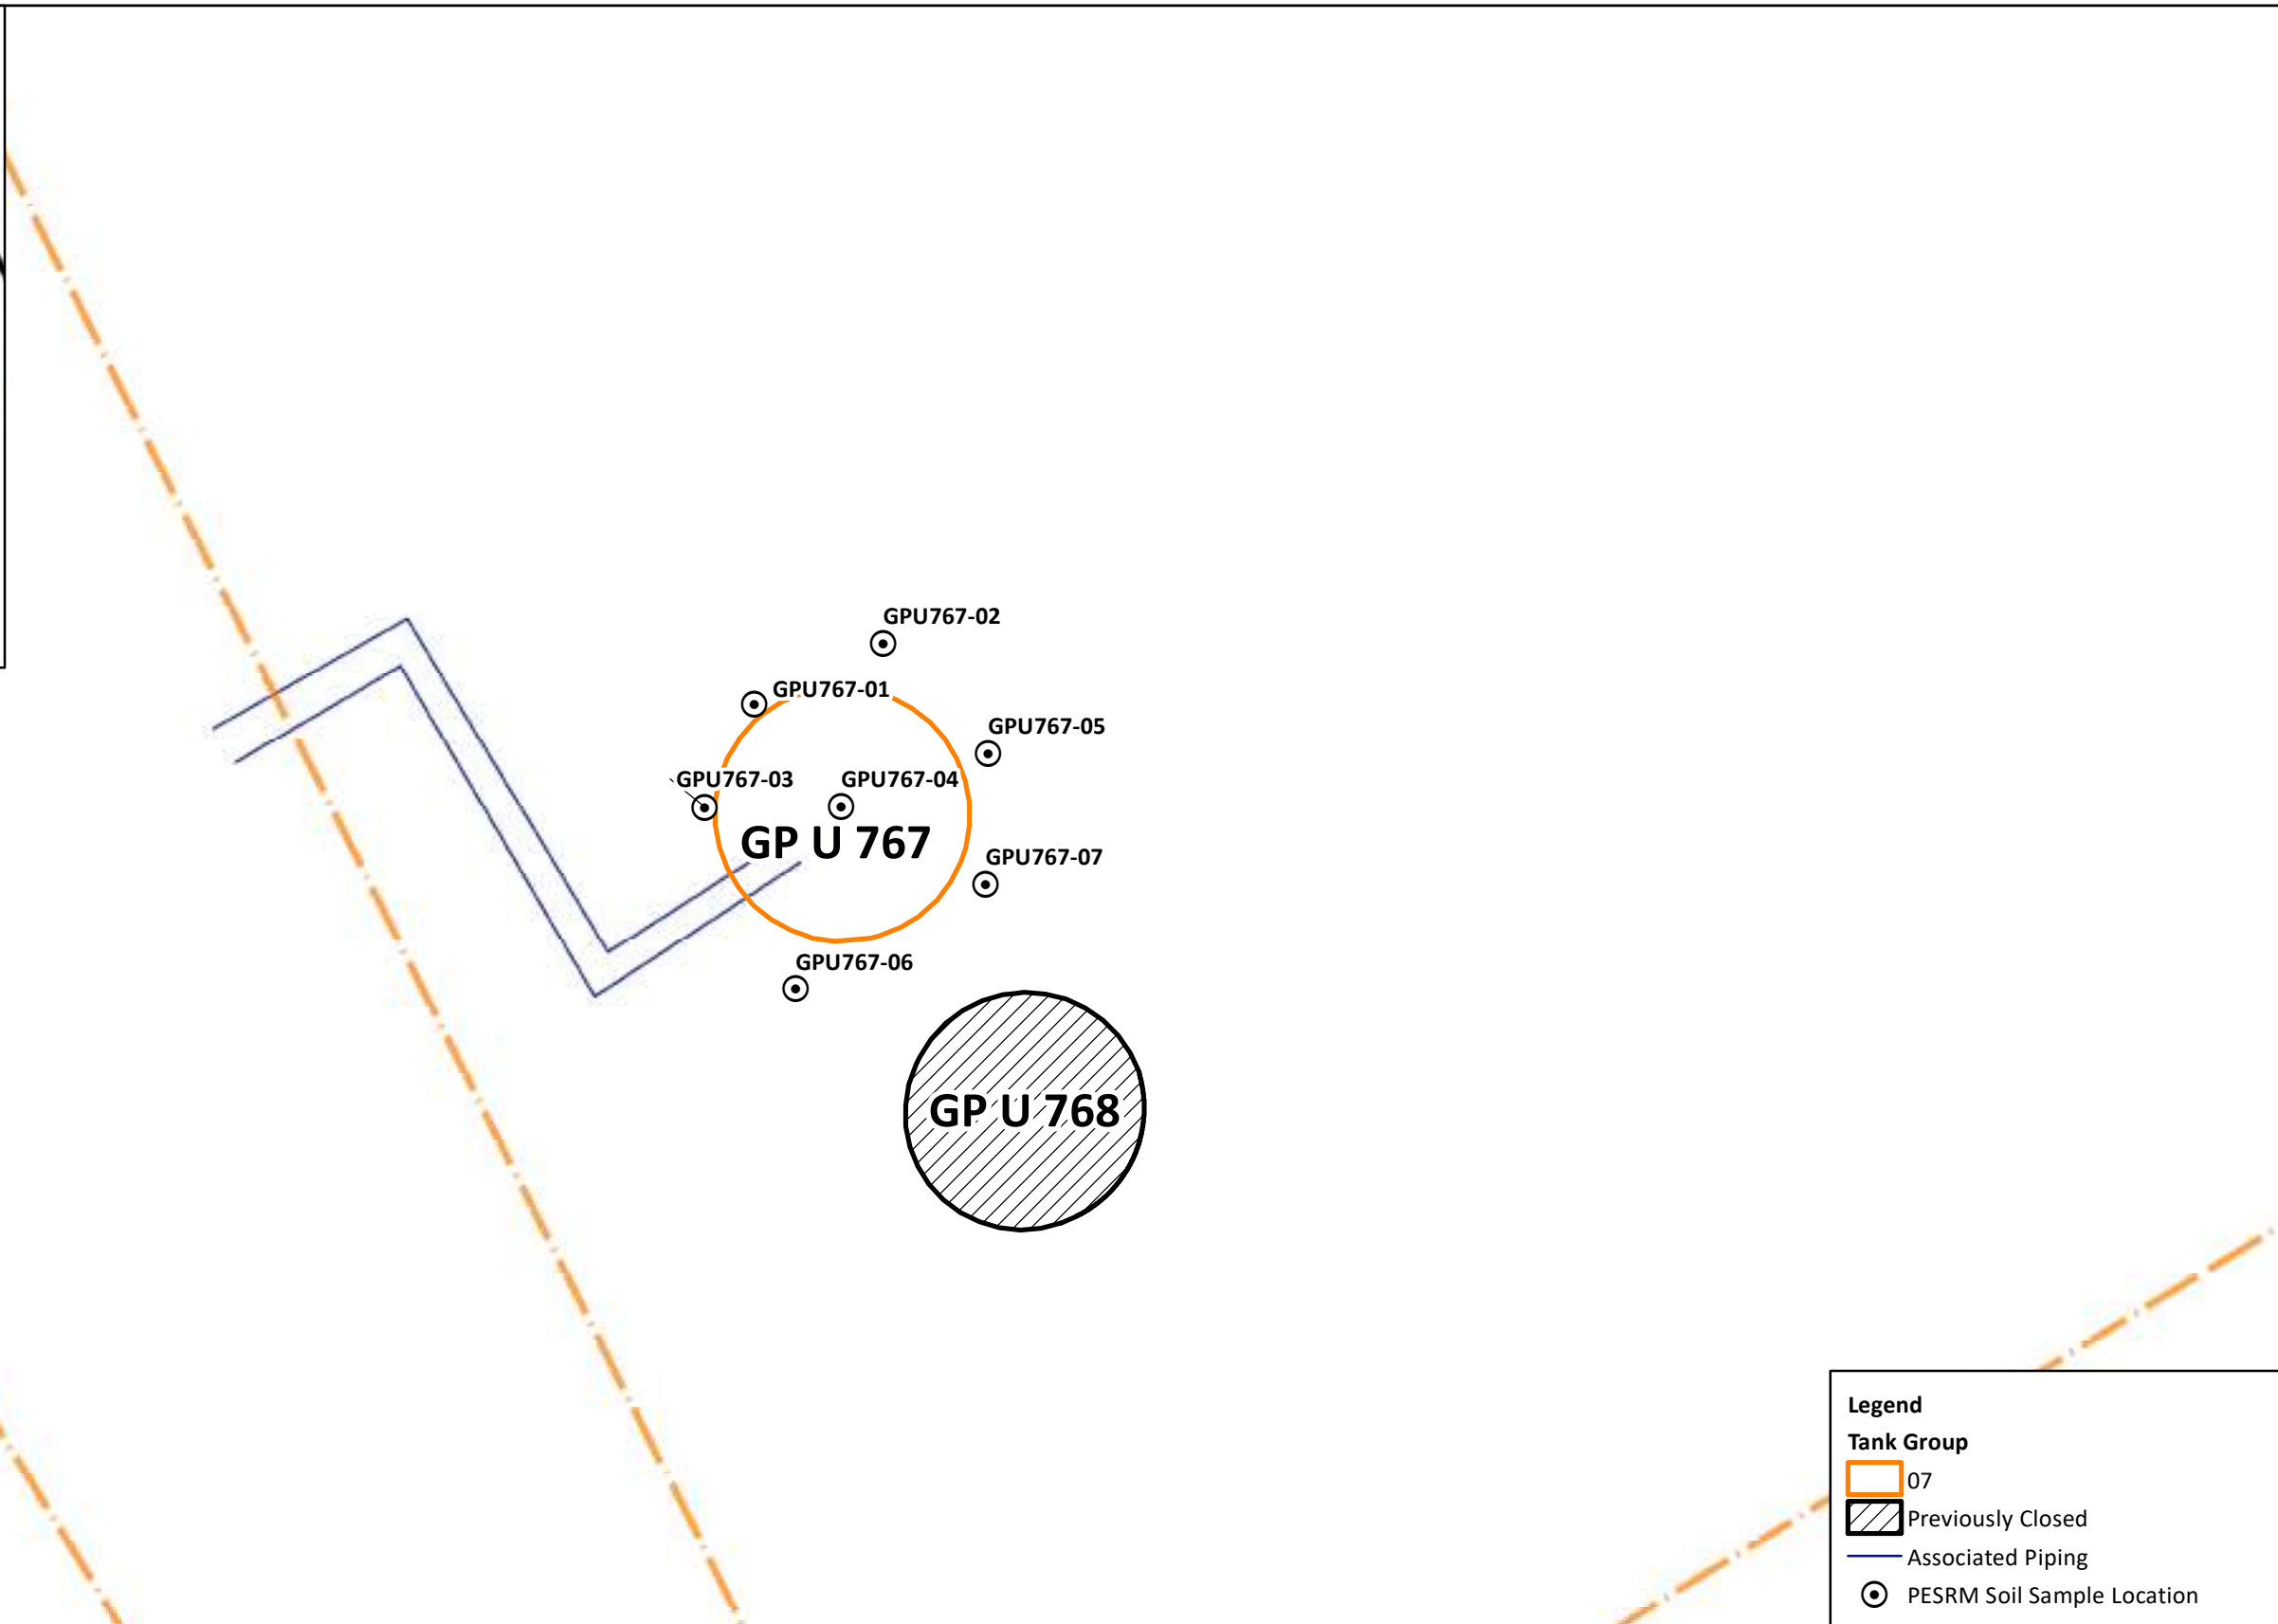 GPU767-02
GPU767-01
GPU767-05
GPU767-03
GPU767-04
GP U 767
GPU767-07
GPU767-06
GP U 768
Legend
Tank Group
07
Previously Closed
Associated Piping
PESRM Soil Sample Location